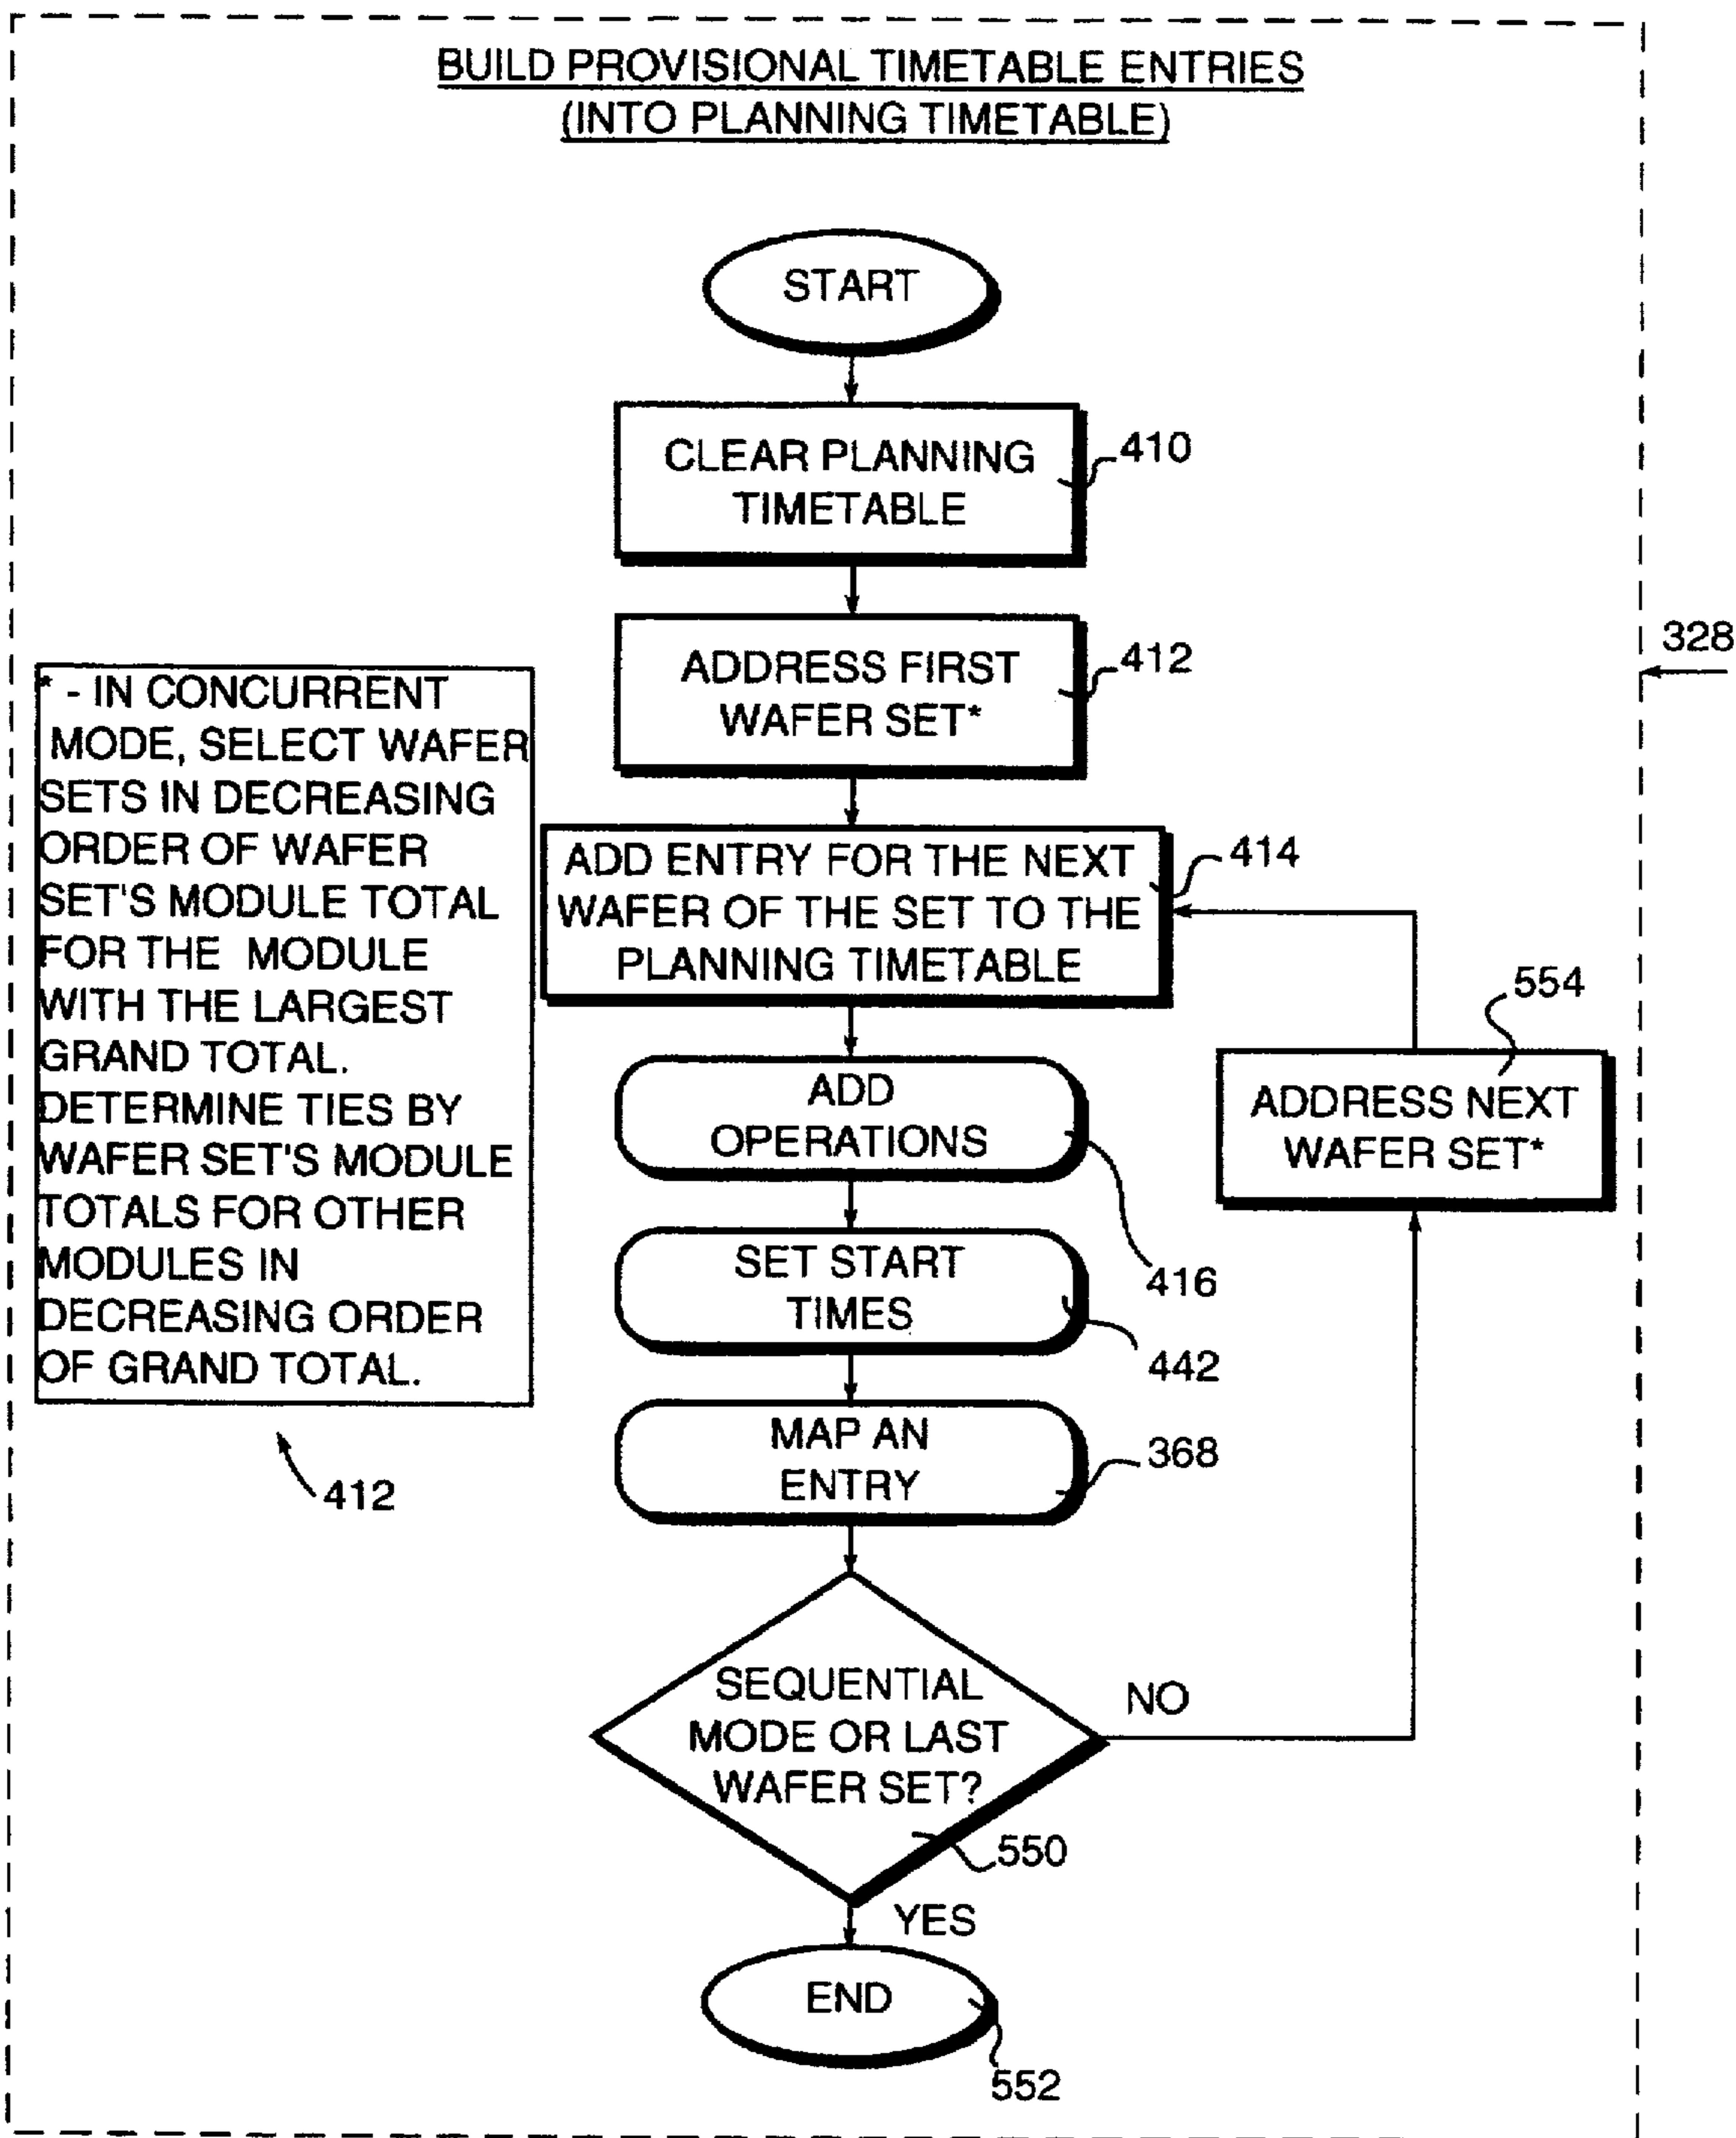 BUILD PROVISIONAL TIMETABLE ENTRIES
(INTO PLANNING TIMETABLE)
START
CLEAR PLANNING
TIMETABLE
410
ADDRESS FIRST
WAFER SET*
412
328
* - IN CONCURRENT
MODE, SELECT WAFER
SETS IN DECREASING
ORDER OF WAFER
SET'S MODULE TOTAL
FOR THE MODULE
WITH THE LARGEST
GRAND TOTAL.
DETERMINE TIES BY
WAFER SET'S MODULE
TOTALS FOR OTHER
MODULES IN
DECREASING ORDER
OF GRAND TOTAL.
412
ADD ENTRY FOR THE NEXT
WAFER OF THE SET TO THE
PLANNING TIMETABLE
414
554
ADDRESS NEXT
WAFER SET*
ADD
OPERATIONS
416
SET START
TIMES
442
MAP AN
ENTRY
368
SEQUENTIAL
MODE OR LAST
WAFER SET?
NO
550
YES
END
552